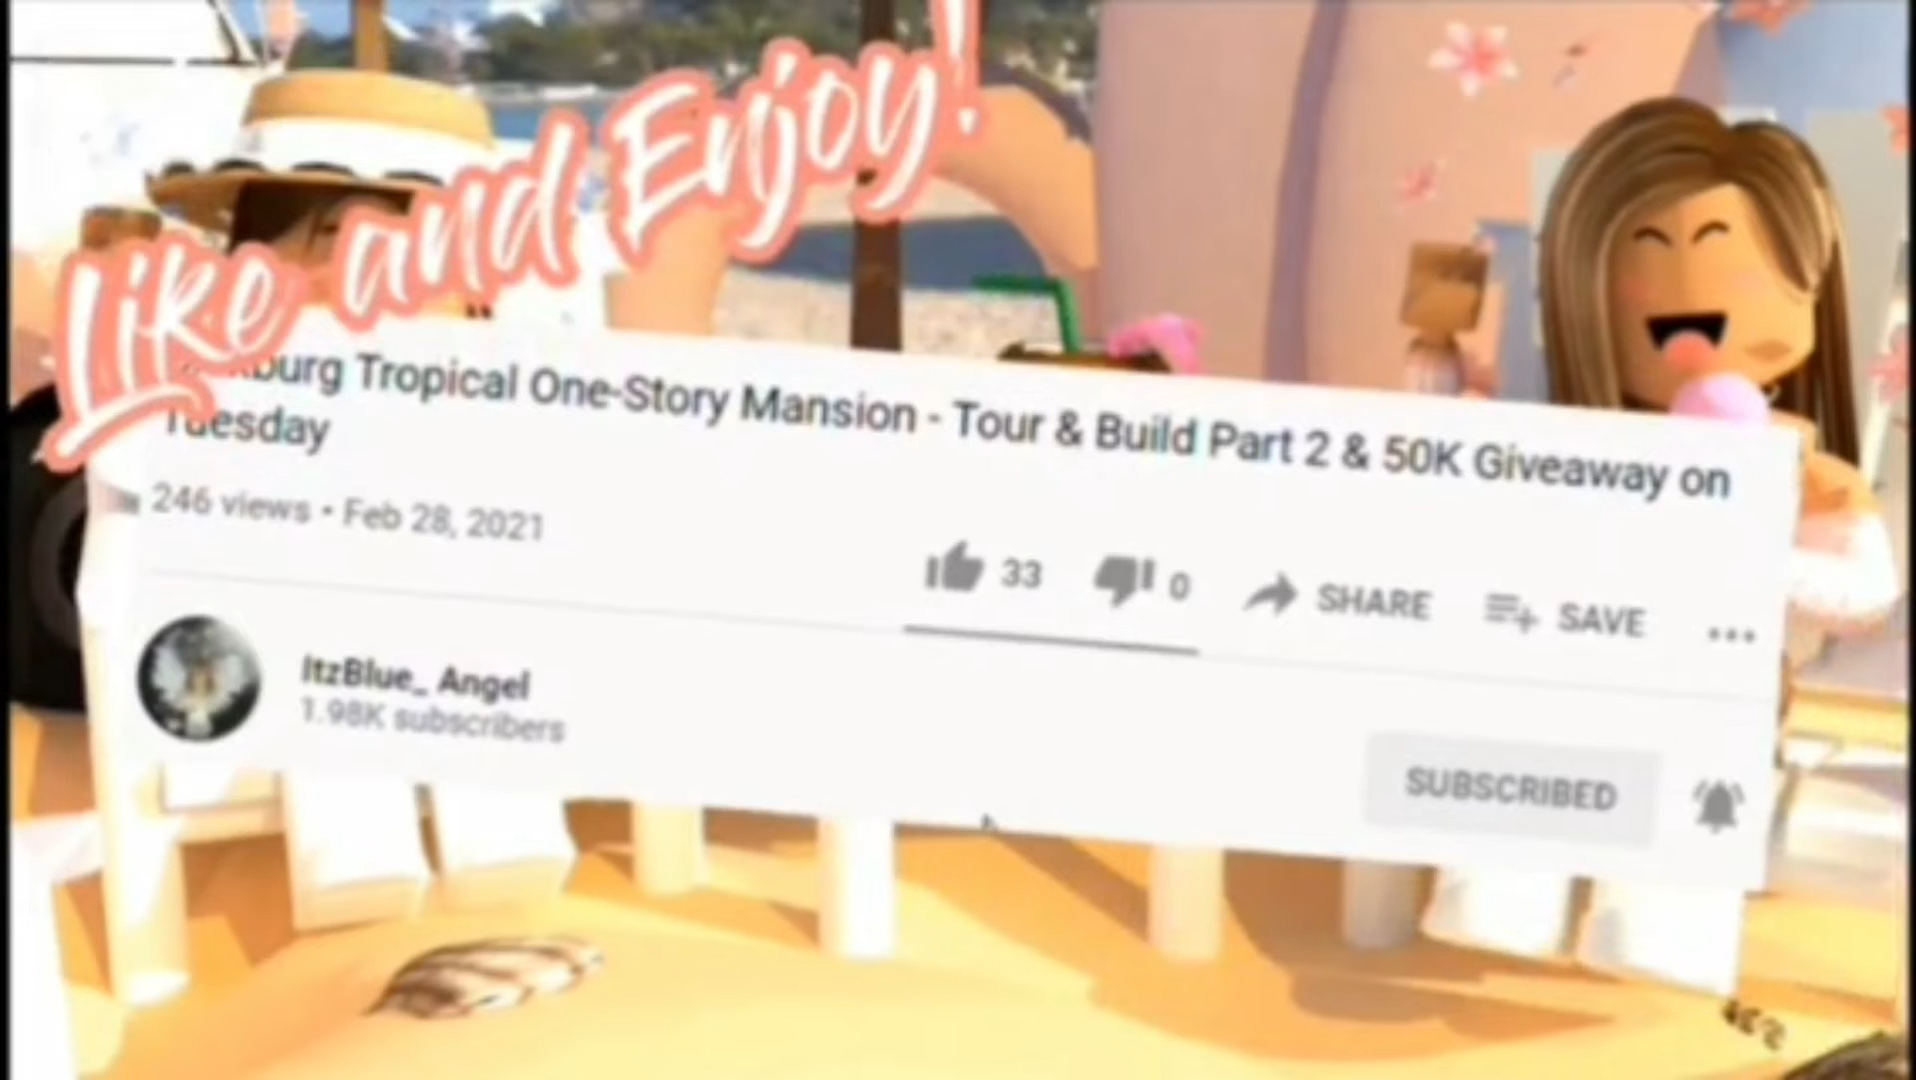 Like and Enjoy!
burg Tropical One-Story Mansion - Tour & Build Part 2 & 50K Giveaway on
Tuesday
246 views • Feb 28, 2021
33
0
SHARE
SAVE
ItzBlue_ Angel
1.98K subscribers
SUBSCRIBED